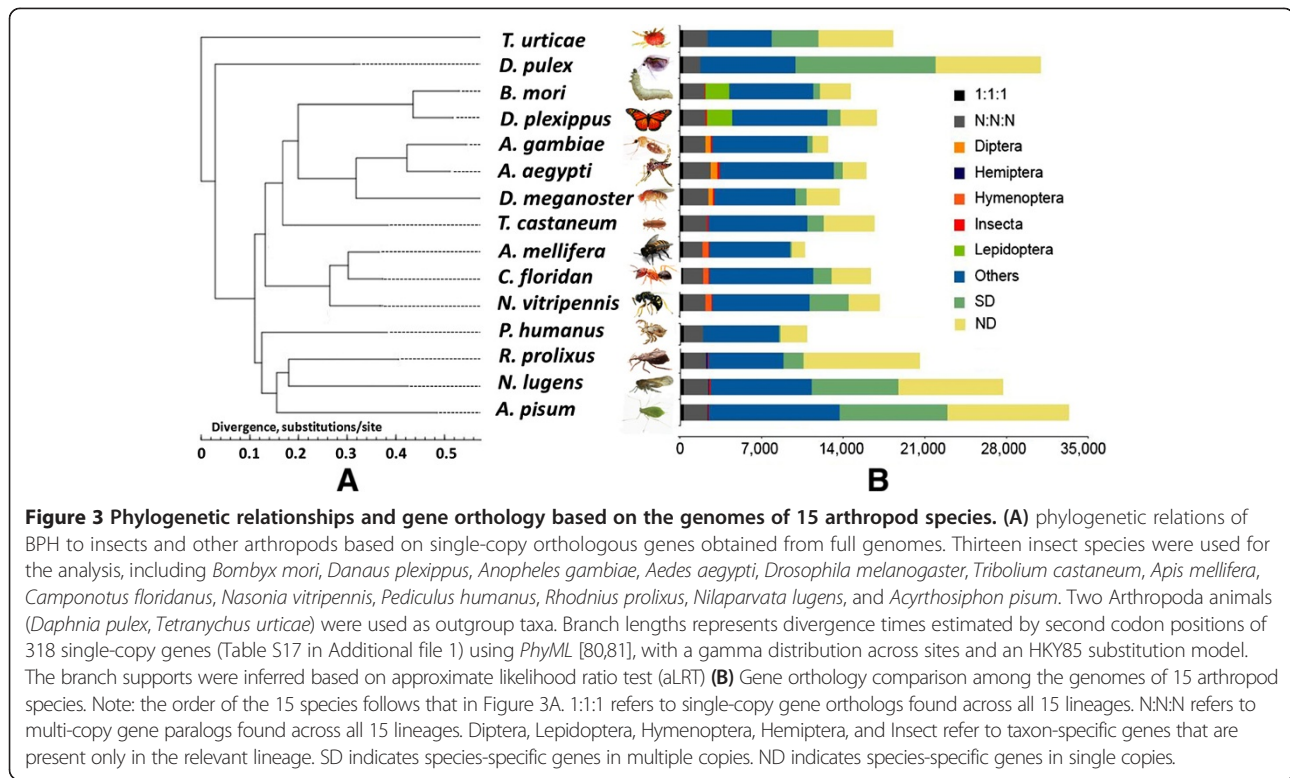 T. urticae
D. pulex
B. mori
D. plexippus
A. gambiae
A. aegypti
D. meganoster
T. castaneum
A. mellifera
C. floridan
N. vitripennis
P. humanus
R. prolixus
N. lugens
A. pisum
Divergence, substitutions/site
0 0.1 0.2 0.3 0.4 0.5
A
1:1:1
N:N:N
Diptera
Hemiptera
Hymenoptera
Insecta
Lepidoptera
Others
SD
ND
0 7,000 14,000 21,000 28,000 35,000
B
Figure 3 Phylogenetic relationships and gene orthology based on the genomes of 15 arthropod species. (A) phylogenetic relations of
BPH to insects and other arthropods based on single-copy orthologous genes obtained from full genomes. Thirteen insect species were used for
the analysis, including Bombyx mori, Danaus plexippus, Anopheles gambiae, Aedes aegypti, Drosophila melanogaster, Tribolium castaneum, Apis mellifera,
Camponotus floridanus, Nasonia vitripennis, Pediculus humanus, Rhodnius prolixus, Nilaparvata lugens, and Acyrthosiphon pisum. Two Arthropoda animals
(Daphnia pulex, Tetranychus urticae) were used as outgroup taxa. Branch lengths represents divergence times estimated by second codon positions of
318 single-copy genes (Table S17 in Additional file 1) using PhyML [80,81], with a gamma distribution across sites and an HKY85 substitution model.
The branch supports were inferred based on approximate likelihood ratio test (aLRT) (B) Gene orthology comparison among the genomes of 15 arthropod
species. Note: the order of the 15 species follows that in Figure 3A. 1:1:1 refers to single-copy gene orthologs found across all 15 lineages. N:N:N refers to
multi-copy gene paralogs found across all 15 lineages. Diptera, Lepidoptera, Hymenoptera, Hemiptera, and Insect refer to taxon-specific genes that are
present only in the relevant lineage. SD indicates species-specific genes in multiple copies. ND indicates species-specific genes in single copies.